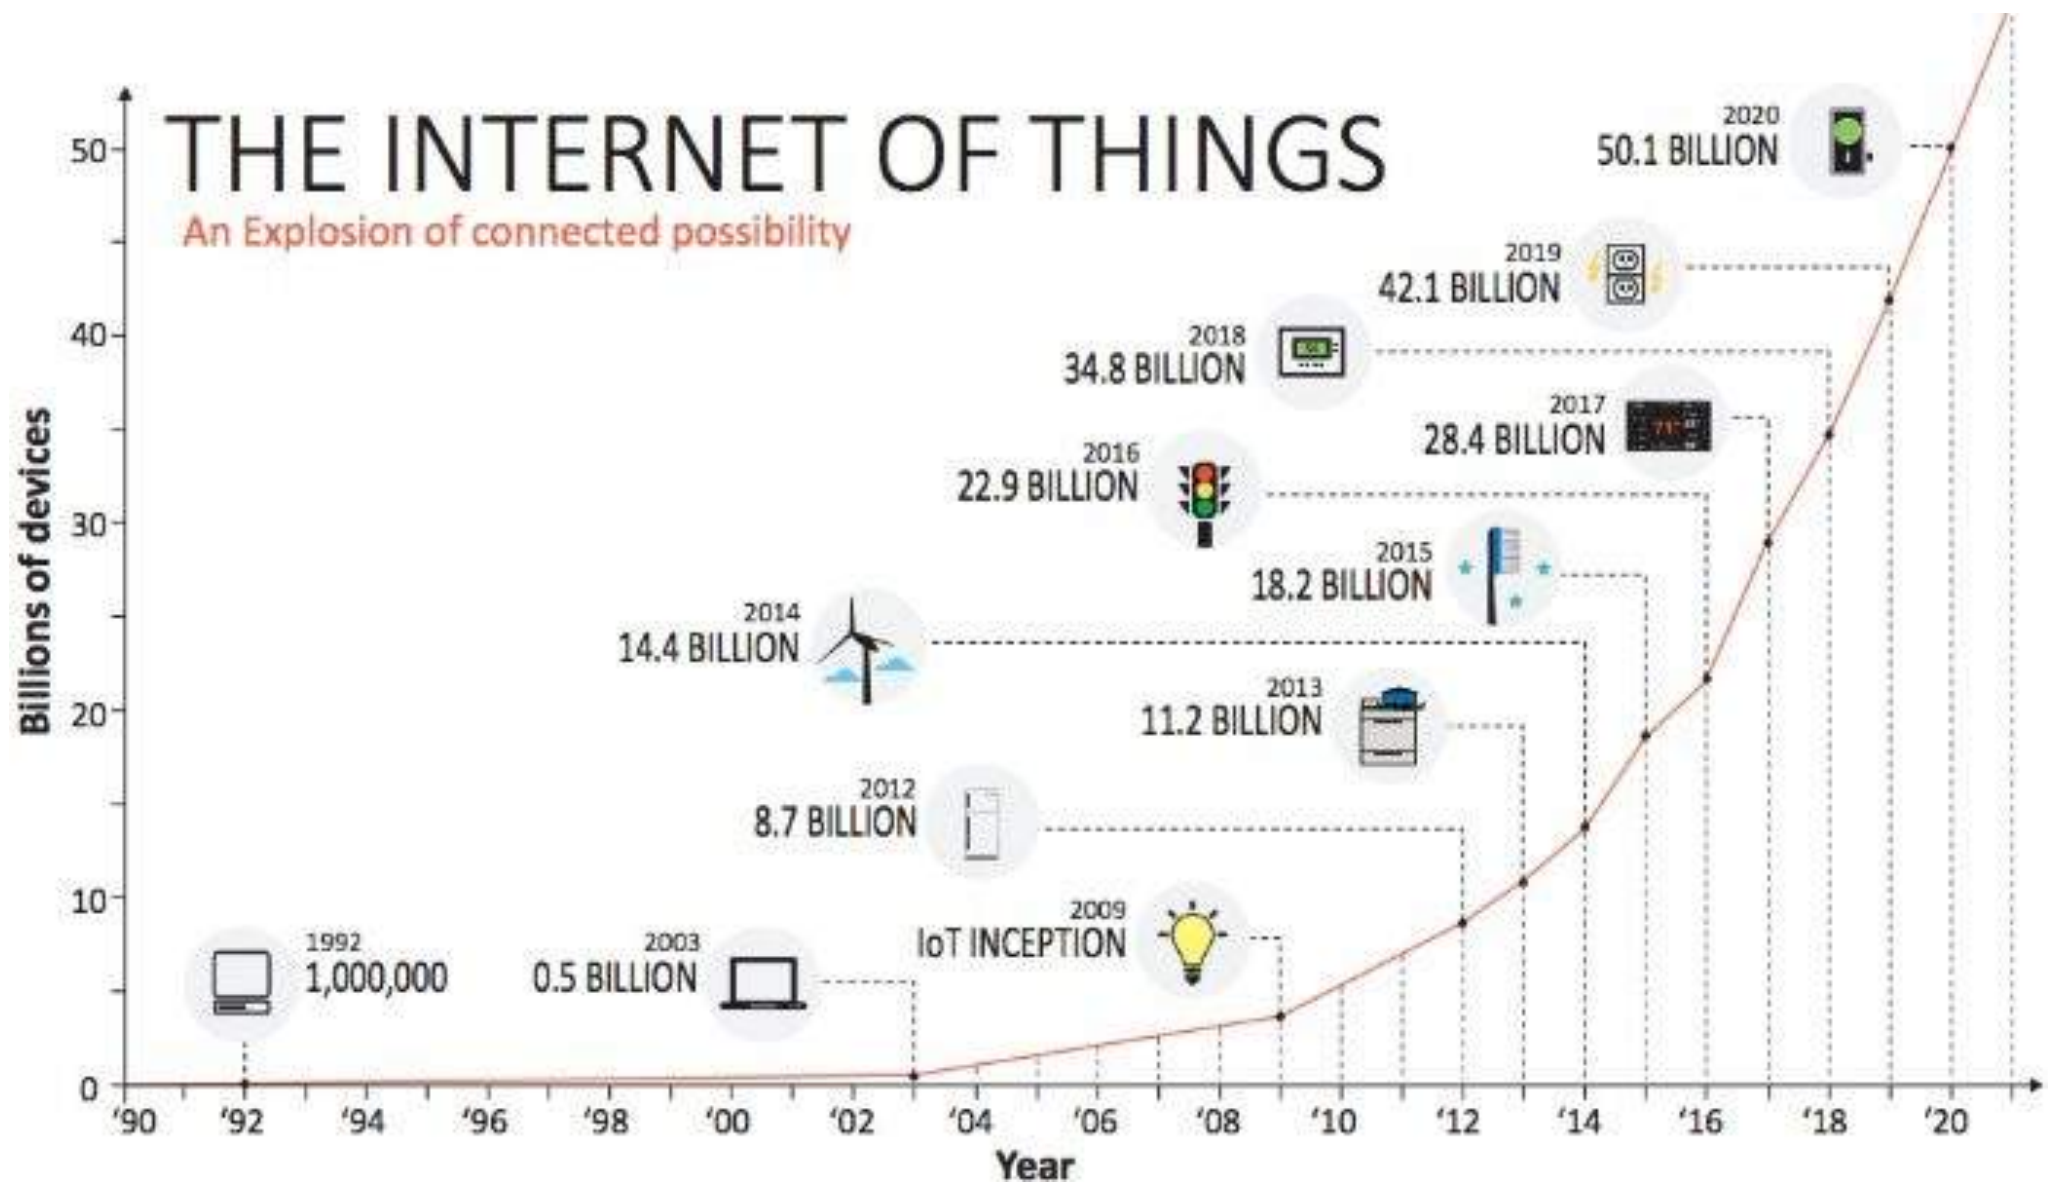 THE INTERNET OF THINGS
An Explosion of connected possibility
Billions of devices
50
40
30
20
10
0
1992
1,000,000
2003
0.5 BILLION
2009
IoT INCEPTION
2012
8.7 BILLION
2013
11.2 BILLION
2014
14.4 BILLION
2015
18.2 BILLION
2016
22.9 BILLION
2017
28.4 BILLION
2018
34.8 BILLION
2019
42.1 BILLION
2020
50.1 BILLION
‘90 ‘92 ‘94 ‘96 ‘98 ‘00 ‘02 ‘04 ‘06 ‘08 ‘10 ‘12 ‘14 ‘16 ‘18 ‘20
Year